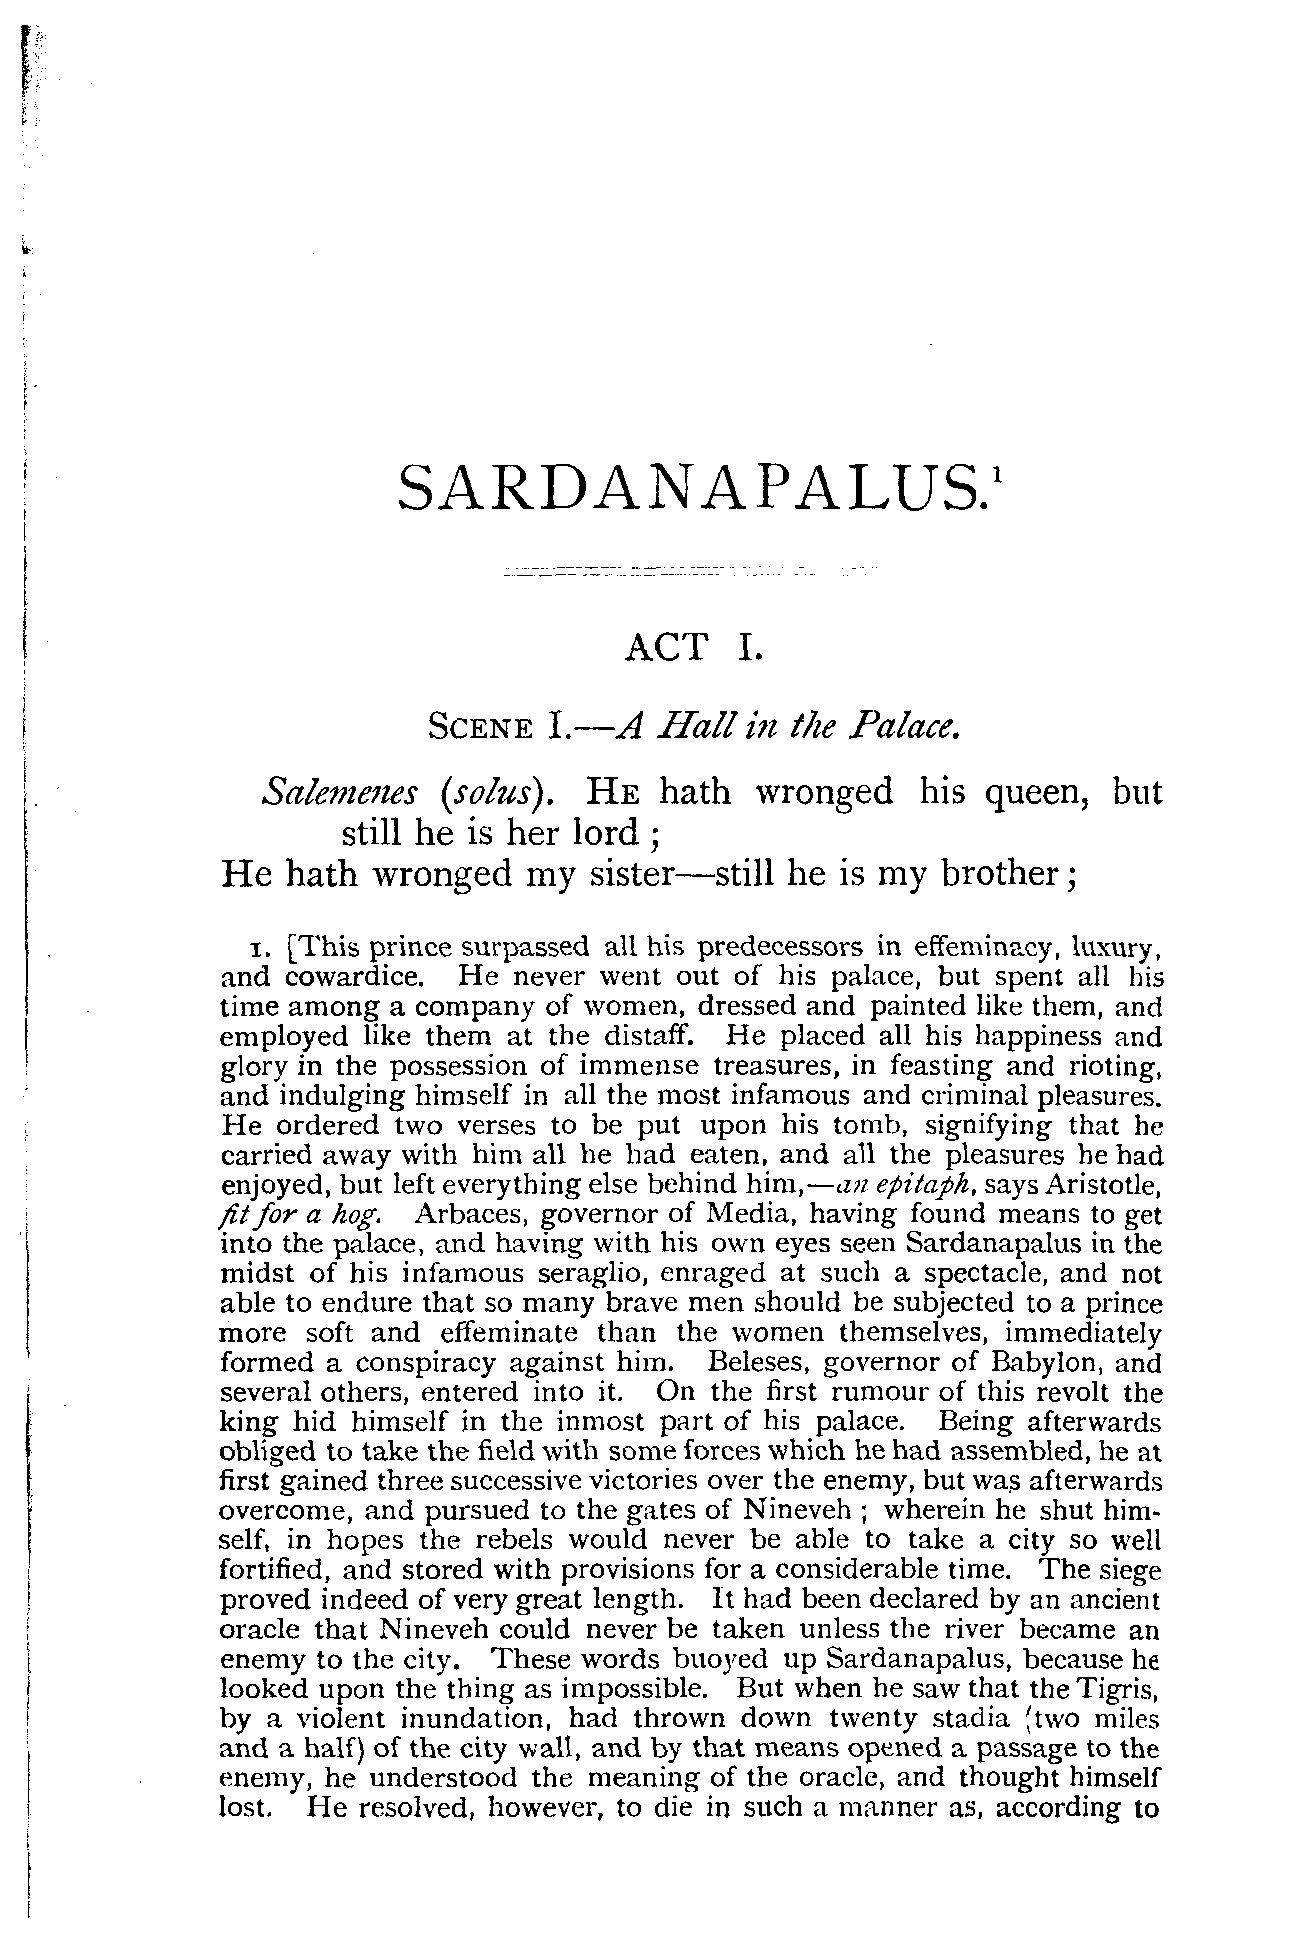 SARDANAPALUS.¹
ACT I.
SCENE I.—A Hall in the Palace.
Salemenes (solus). HE hath wronged his queen, but
still he is her lord ;
He hath wronged my sister—still he is my brother ;
1. [This prince surpassed all his predecessors in effeminacy, luxury,
and cowardice. He never went out of his palace, but spent all his
time among a company of women, dressed and painted like them, and
employed like them at the distaff. He placed all his happiness and
glory in the possession of immense treasures, in feasting and rioting,
and indulging himself in all the most infamous and criminal pleasures.
He ordered two verses to be put upon his tomb, signifying that he
carried away with him all he had eaten, and all the pleasures he had
enjoyed, but left everything else behind him,—an epitaph, says Aristotle,
fit for a hog. Arbaces, governor of Media, having found means to get
into the palace, and having with his own eyes seen Sardanapalus in the
midst of his infamous seraglio, enraged at such a spectacle, and not
able to endure that so many brave men should be subjected to a prince
more soft and effeminate than the women themselves, immediately
formed a conspiracy against him. Beleses, governor of Babylon, and
several others, entered into it. On the first rumour of this revolt the
king hid himself in the inmost part of his palace. Being afterwards
obliged to take the field with some forces which he had assembled, he at
first gained three successive victories over the enemy, but was afterwards
overcome, and pursued to the gates of Nineveh ; wherein he shut him-
self, in hopes the rebels would never be able to take a city so well
fortified, and stored with provisions for a considerable time. The siege
proved indeed of very great length. It had been declared by an ancient
oracle that Nineveh could never be taken unless the river became an
enemy to the city. These words buoyed up Sardanapalus, because he
looked upon the thing as impossible. But when he saw that the Tigris,
by a violent inundation, had thrown down twenty stadia (two miles
and a half) of the city wall, and by that means opened a passage to the
enemy, he understood the meaning of the oracle, and thought himself
lost. He resolved, however, to die in such a manner as, according to